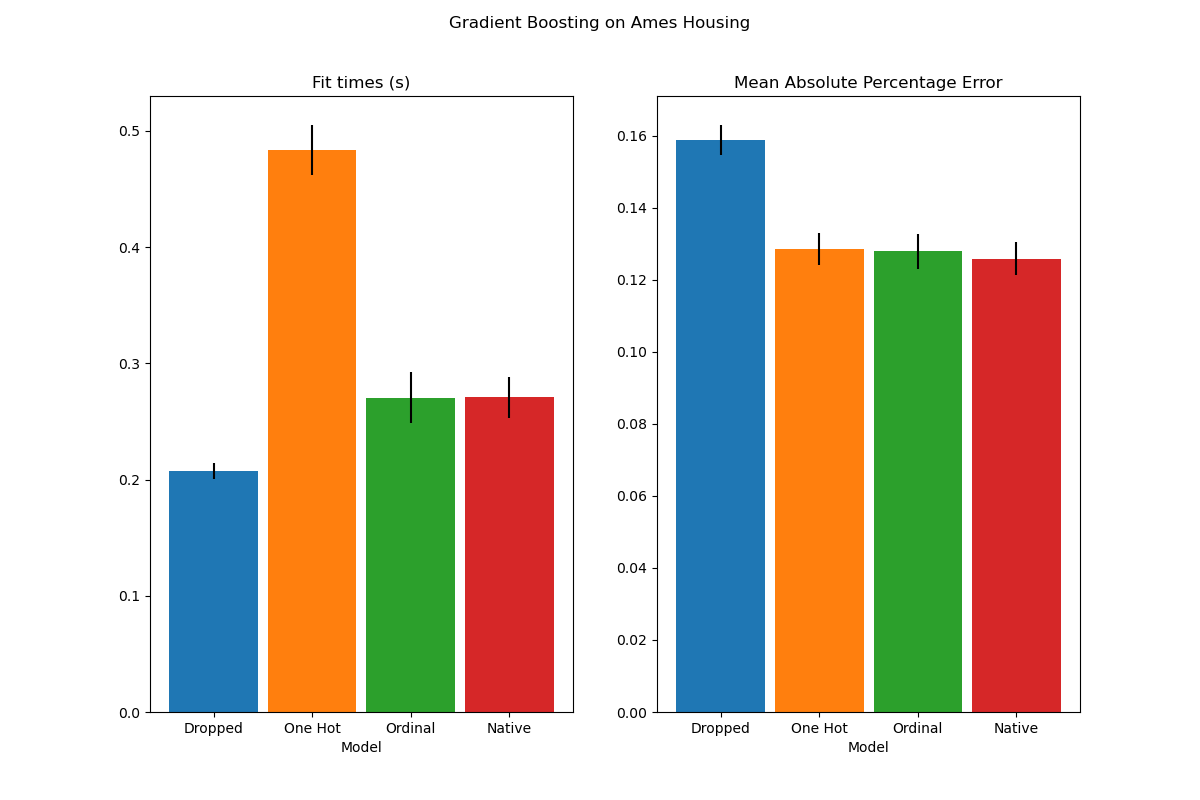 Gradient Boosting on Ames Housing
Fit times (s)
0.5
0.4
0.3
0.2
0.1
0.0
Dropped One Hot Ordinal Native
Model
Mean Absolute Percentage Error
0.16
0.14
0.12
0.10
0.08
0.06
0.04
0.02
0.00
Dropped One Hot Ordinal Native
Model